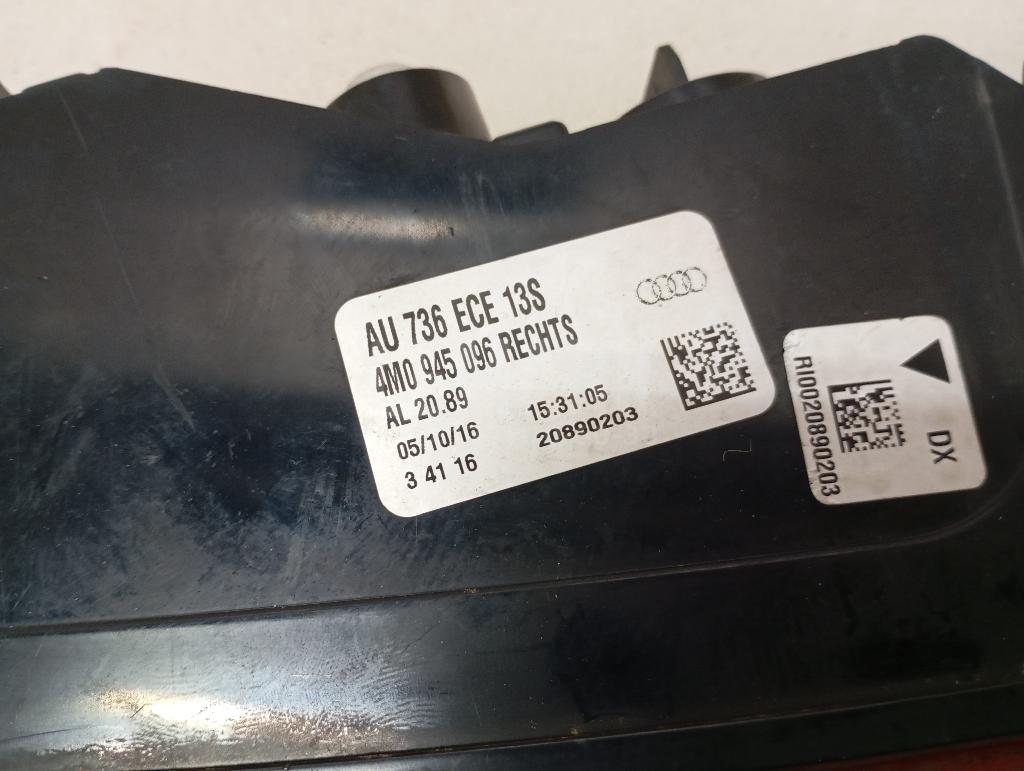 AU 736 ECE 13S
4M0 945 096 RECHTS
AL 20.89
05/10/16 15:31:05
3 41 16 20890203
RI0020890203
DX